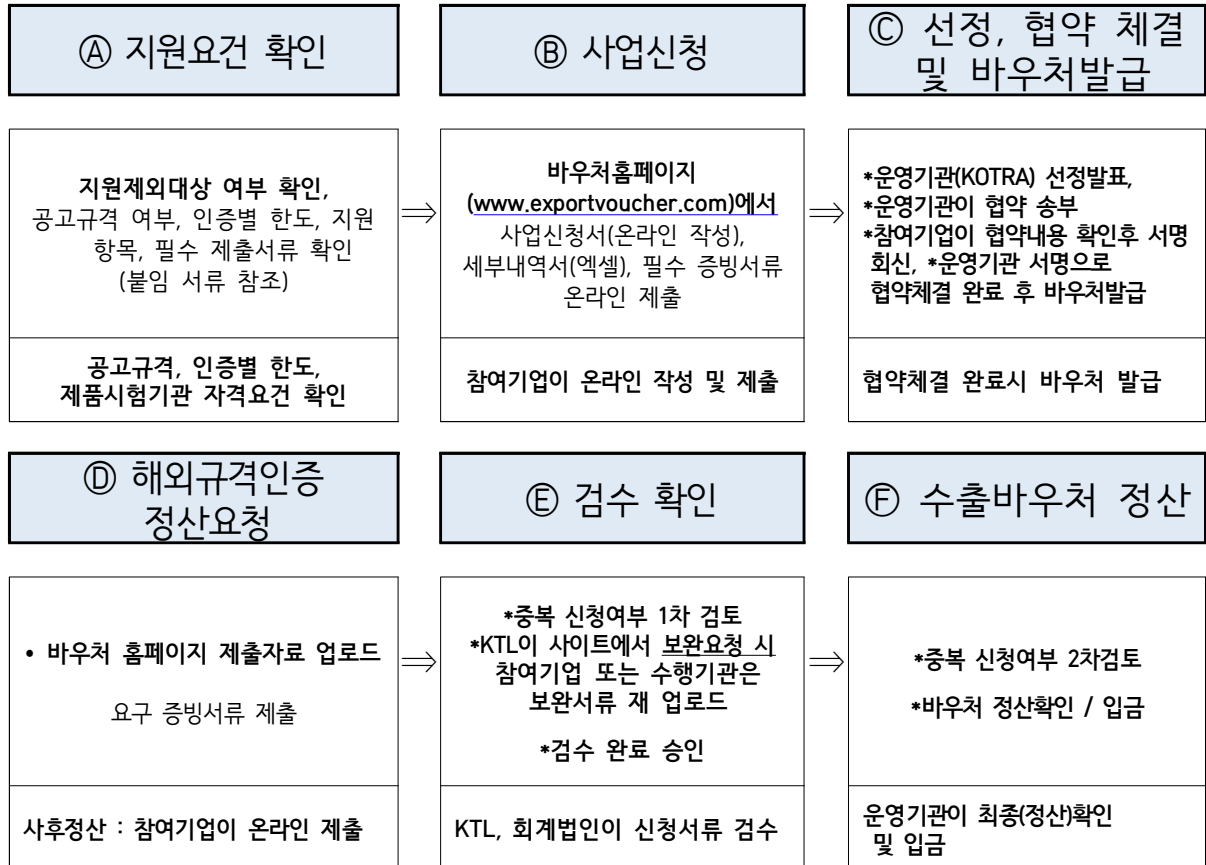 Ⓐ 지원요건 확인
Ⓑ 사업신청
Ⓒ 선정, 협약 체결
및 바우처발급
지원제외대상 여부 확인,
공고규격 여부, 인증별 한도, 지원
항목, 필수 제출서류 확인
(붙임 서류 참조)
⇒
바우처홈페이지
(www.exportvoucher.com)에서
사업신청서(온라인 작성),
세부내역서(엑셀), 필수 증빙서류
온라인 제출
⇒
*운영기관(KOTRA) 선정발표,
*운영기관이 협약 송부
*참여기업이 협약내용 확인후 서명
회신, *운영기관 서명으로
협약체결 완료 후 바우처발급
공고규격, 인증별 한도,
제품시험기관 자격요건 확인
참여기업이 온라인 작성 및 제출
협약체결 완료시 바우처 발급
Ⓓ 해외규격인증
정산요청
Ⓔ 검수 확인
Ⓕ 수출바우처 정산
• 바우처 홈페이지 제출자료 업로드
요구 증빙서류 제출
⇒
*중복 신청여부 1차 검토
*KTL이 사이트에서 보완요청 시
참여기업 또는 수행기관은
보완서류 재 업로드
*검수 완료 승인
⇒
*중복 신청여부 2차검토
*바우처 정산확인 / 입금
사후정산 : 참여기업이 온라인 제출
KTL, 회계법인이 신청서류 검수
운영기관이 최종(정산)확인
및 입금